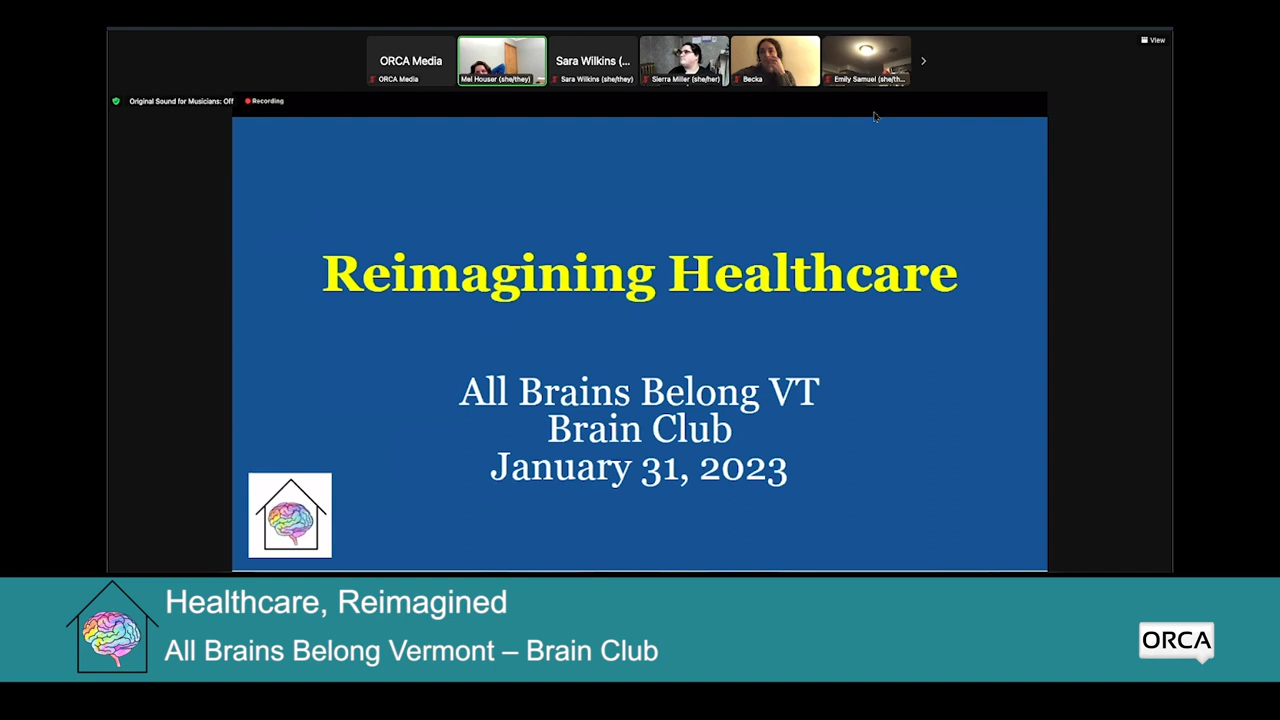 View
ORCA Media
Sara Wilkins (...
ORCA Media
Mel Houser (she/they)
Sara Wilkins (she/they)
Sierra Miller (she/her)
Becka
Emily Samuel (she/th...
Original Sound for Musicians: Off
Recording
Reimagining Healthcare
All Brains Belong VT
Brain Club
January 31, 2023
Healthcare, Reimagined
All Brains Belong Vermont – Brain Club
ORCA